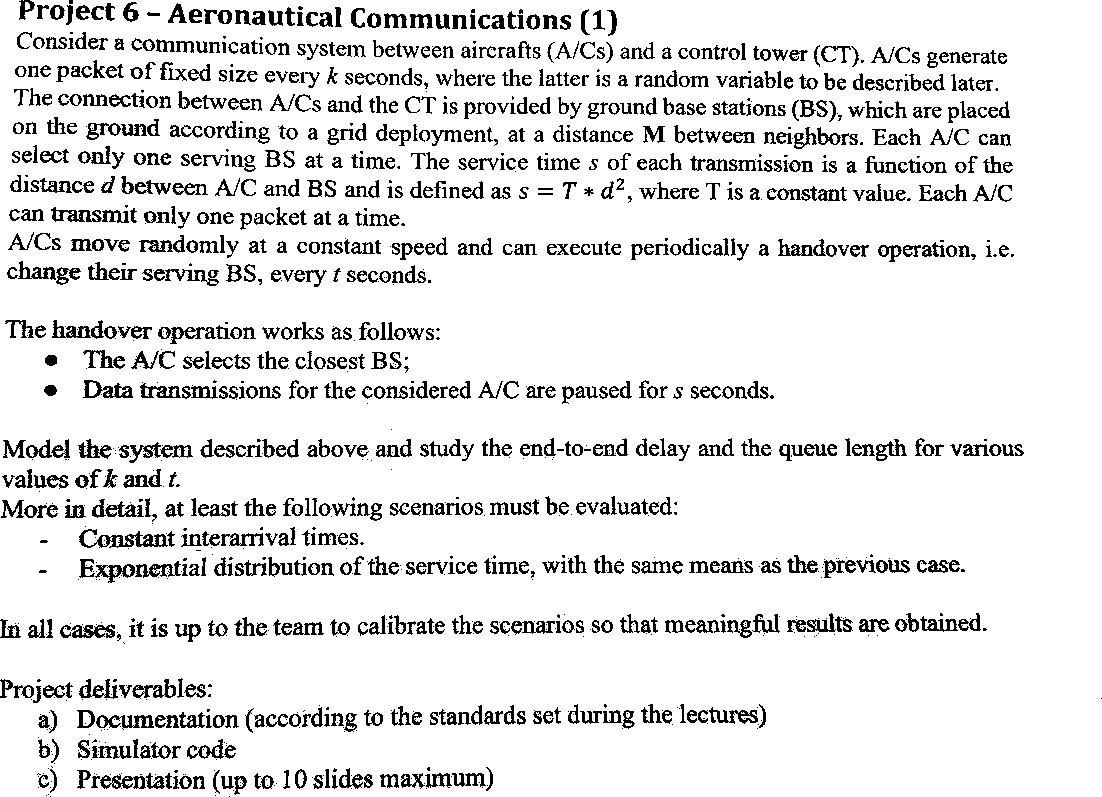 Project 6 – Aeronautical Communications (1)
Consider a communication system between aircrafts (A/Cs) and a control tower (CT). A/Cs generate
one packet of fixed size every k seconds, where the latter is a random variable to be described later.
The connection between A/Cs and the CT is provided by ground base stations (BS), which are placed
on the ground according to a grid deployment, at a distance M between neighbors. Each A/C can
select only one serving BS at a time. The service time s of each transmission is a function of the
distance d between A/C and BS and is defined as s = T * d², where T is a constant value. Each A/C
can transmit only one packet at a time.
A/Cs move randomly at a constant speed and can execute periodically a handover operation, i.e.
change their serving BS, every t seconds.
The handover operation works as follows:
• The A/C selects the closest BS;
• Data transmissions for the considered A/C are paused for s seconds.
Model the system described above and study the end-to-end delay and the queue length for various
values of k and t.
More in detail, at least the following scenarios must be evaluated:
- Constant interarrival times.
- Exponential distribution of the service time, with the same means as the previous case.
In all cases, it is up to the team to calibrate the scenarios so that meaningful results are obtained.
Project deliverables:
a) Documentation (according to the standards set during the lectures)
b) Simulator code
c) Presentation (up to 10 slides maximum)